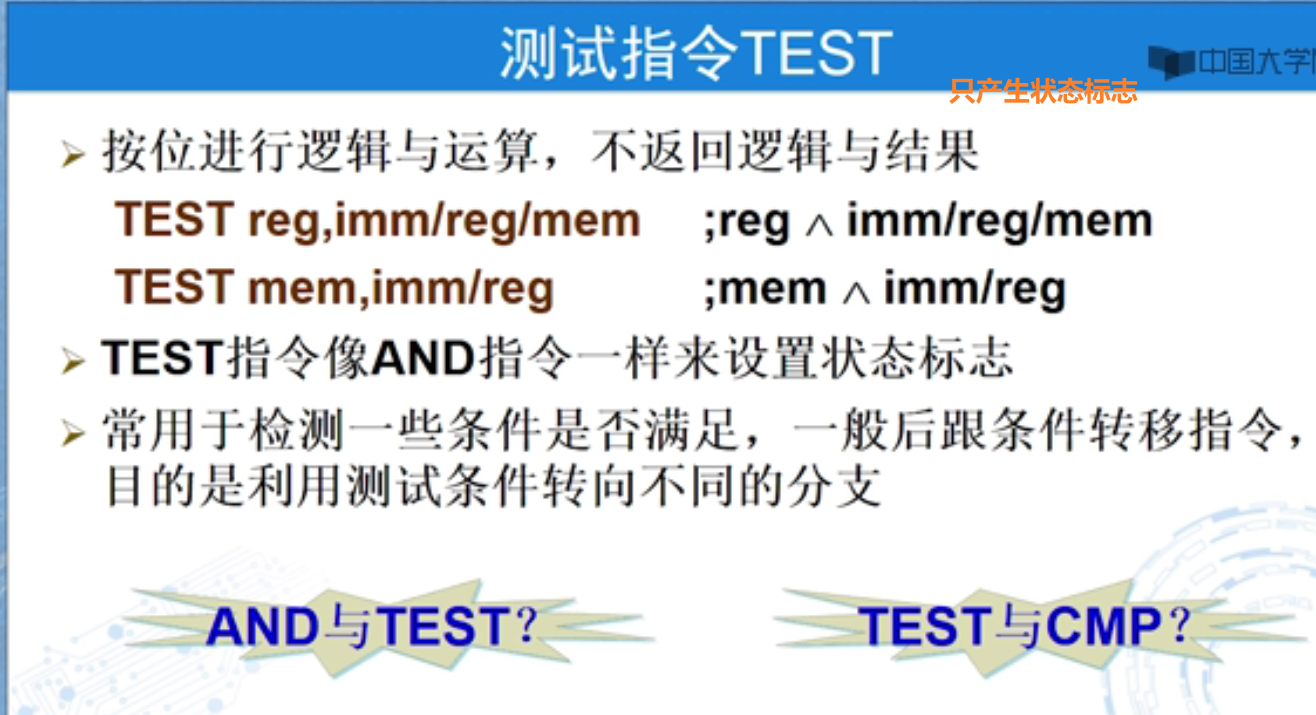 测试指令TEST
中国大学
只产生状态标志
按位进行逻辑与运算，不返回逻辑与结果
TEST reg,imm/reg/mem ;reg ∧ imm/reg/mem
TEST mem,imm/reg ;mem ∧ imm/reg
TEST指令像AND指令一样来设置状态标志
常用于检测一些条件是否满足，一般后跟条件转移指令，
目的是利用测试条件转向不同的分支
AND与TEST? TEST与CMP?